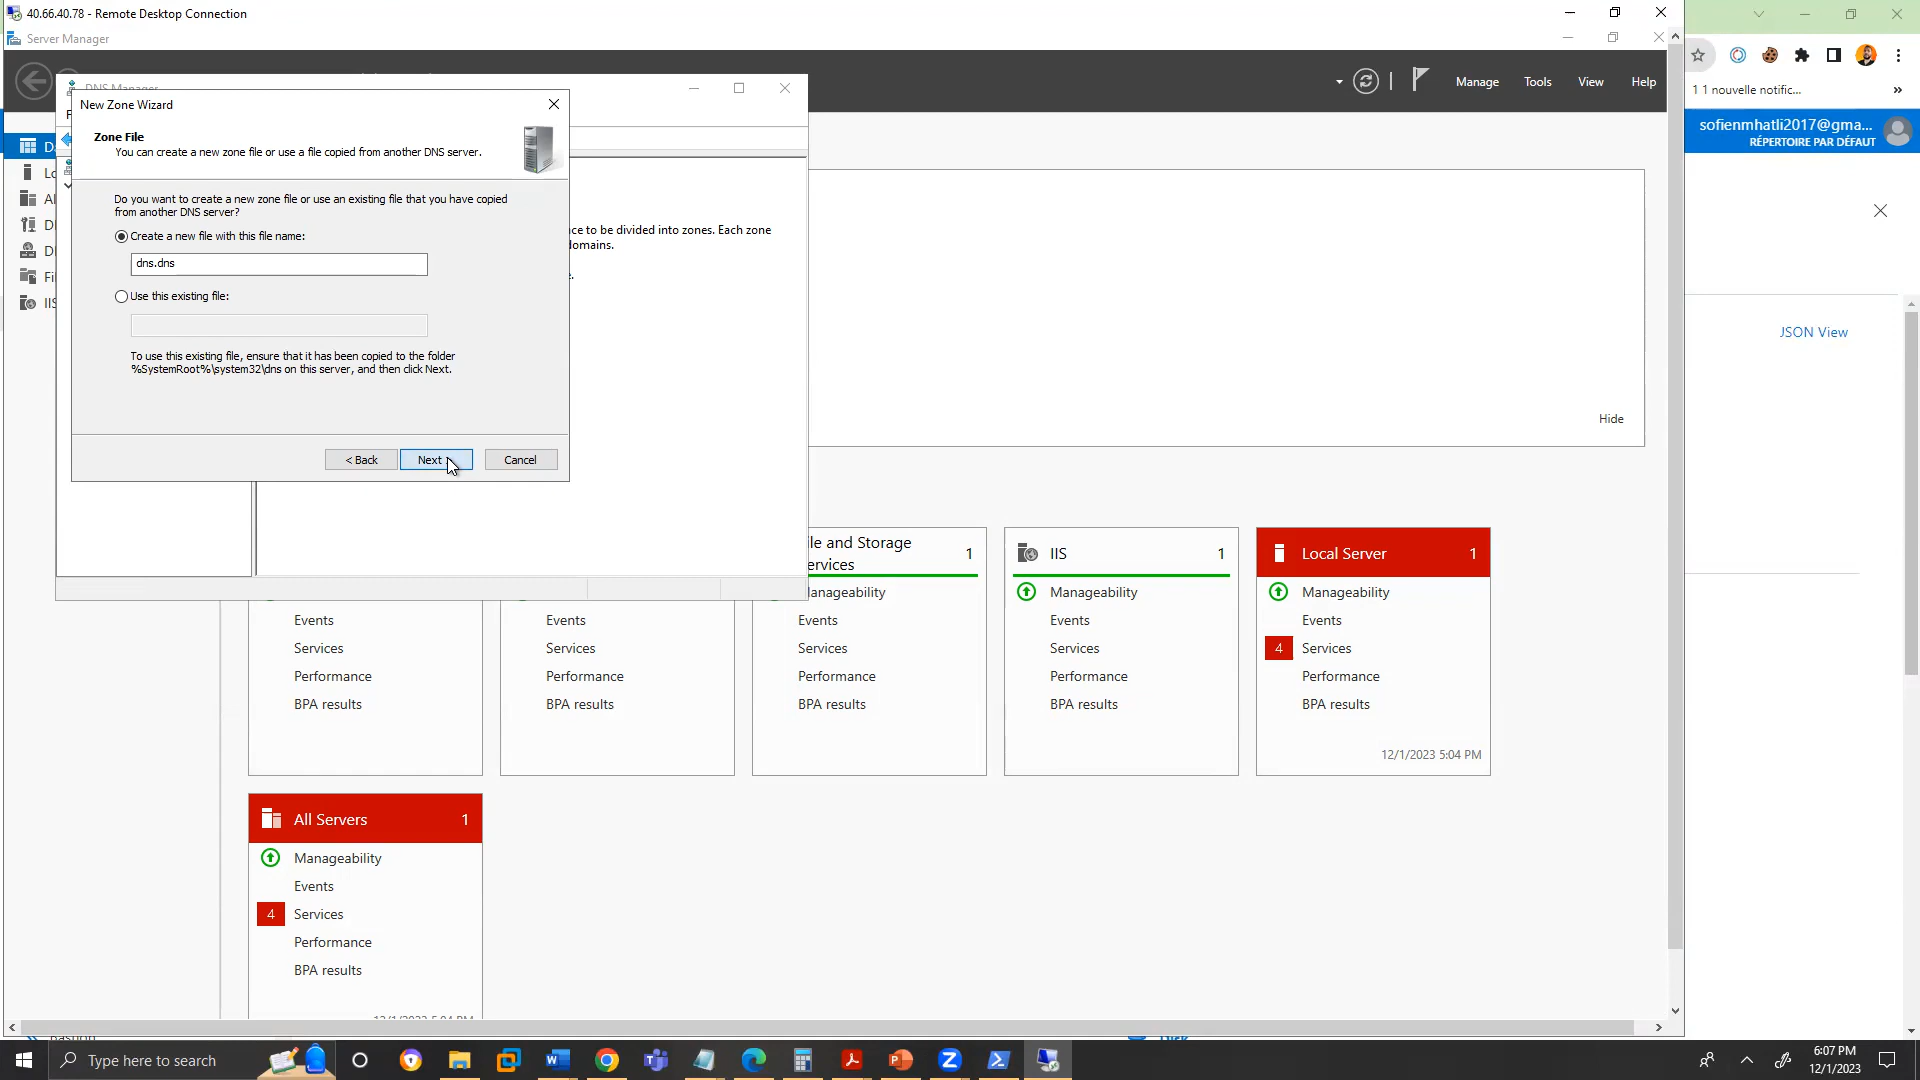 40.66.40.78 - Remote Desktop Connection
Server Manager
Manage
Tools
View
Help
1 1 nouvelle notific...
»
sofienmhatli2017@gma...
RÉPERTOIRE PAR DÉFAUT
DNS Manager
New Zone Wizard
Zone File
You can create a new zone file or use a file copied from another DNS server.
Do you want to create a new zone file or use an existing file that you have copied
from another DNS server?
Create a new file with this file name:
dns.dns
Use this existing file:
To use this existing file, ensure that it has been copied to the folder
%SystemRoot%\system32\dns on this server, and then click Next.
< Back
Next
Cancel
ce to be divided into zones. Each zone
domains.
JSON View
Hide
ile and Storage
ervices
1
anageability
Events
Services
Performance
BPA results
Events
Services
Performance
BPA results
Events
Services
Performance
BPA results
IIS
1
Manageability
Events
Services
Performance
BPA results
Local Server
1
Manageability
Events
4
Services
Performance
BPA results
12/1/2023 5:04 PM
All Servers
1
Manageability
Events
4
Services
Performance
BPA results
Type here to search
6:07 PM
12/1/2023